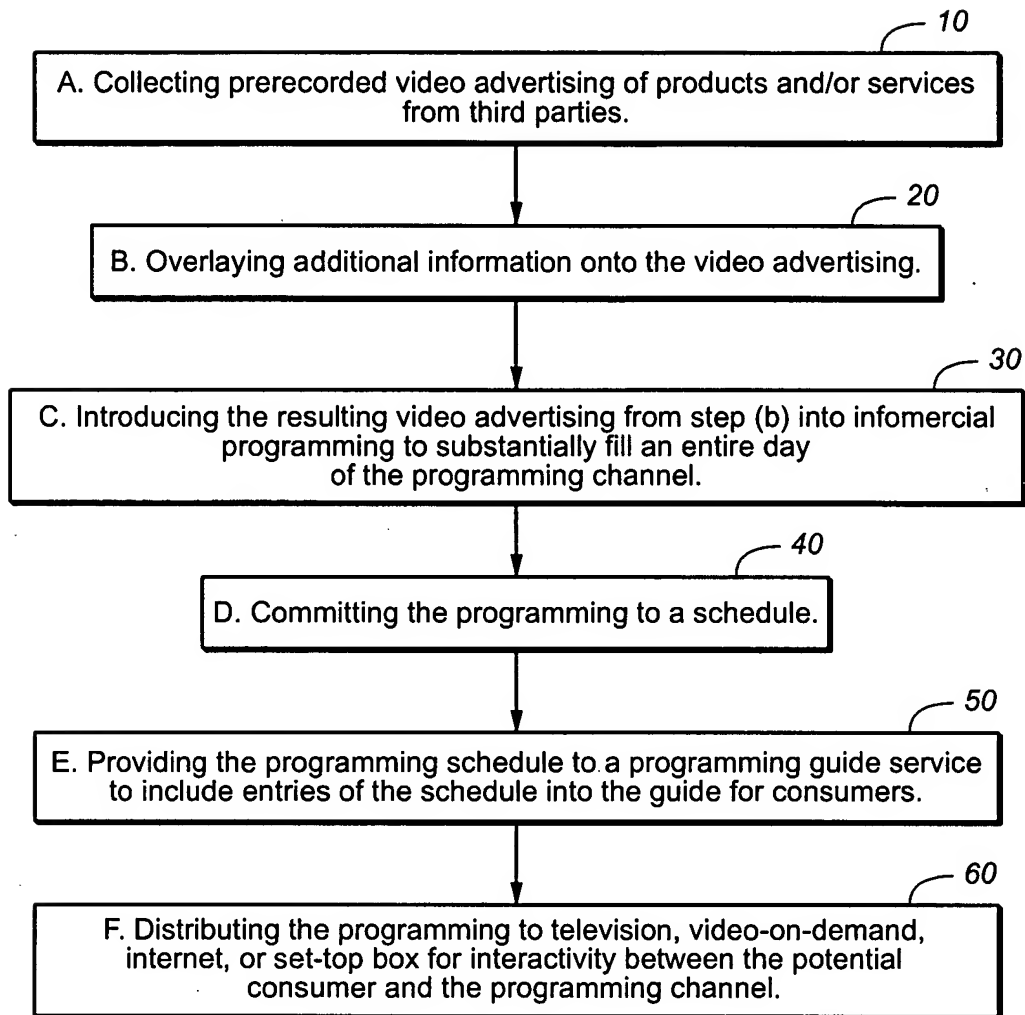 10
A. Collecting prerecorded video advertising of products and/or services
from third parties.
20
B. Overlaying additional information onto the video advertising.
30
C. Introducing the resulting video advertising from step (b) into infomercial
programming to substantially fill an entire day
of the programming channel.
40
D. Committing the programming to a schedule.
50
E. Providing the programming schedule to a programming guide service
to include entries of the schedule into the guide for consumers.
60
F. Distributing the programming to television, video-on-demand,
internet, or set-top box for interactivity between the potential
consumer and the programming channel.